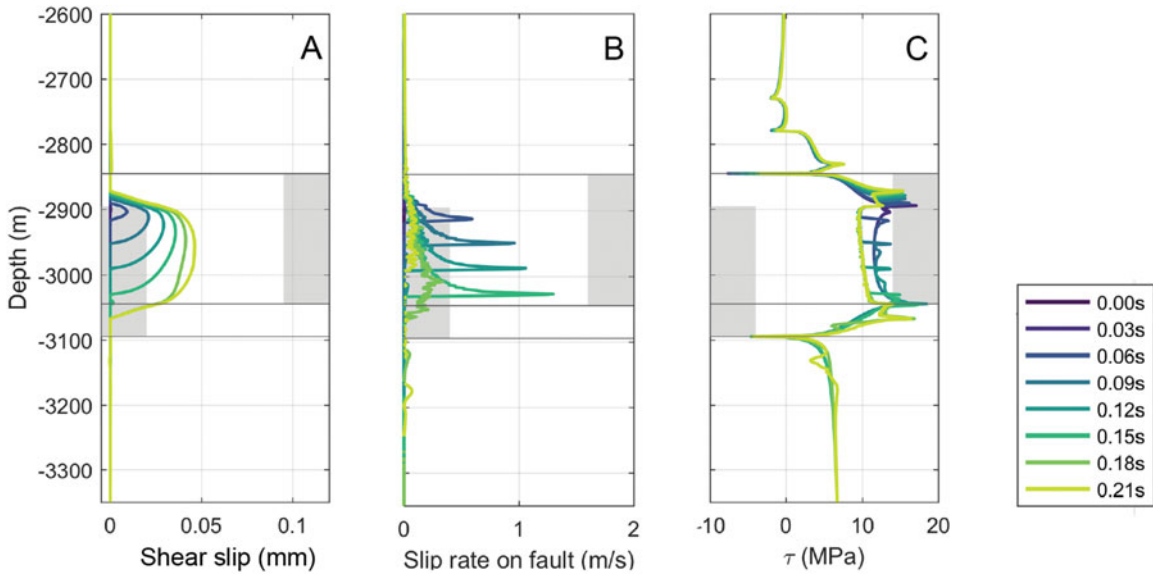 A
B
C
Depth (m)
-2600
-2700
-2800
-2900
-3000
-3100
-3200
-3300
0 0.05 0.1
Shear slip (mm)
0 1 2
Slip rate on fault (m/s)
-10 0 10 20
τ (MPa)
0.00s
0.03s
0.06s
0.09s
0.12s
0.15s
0.18s
0.21s